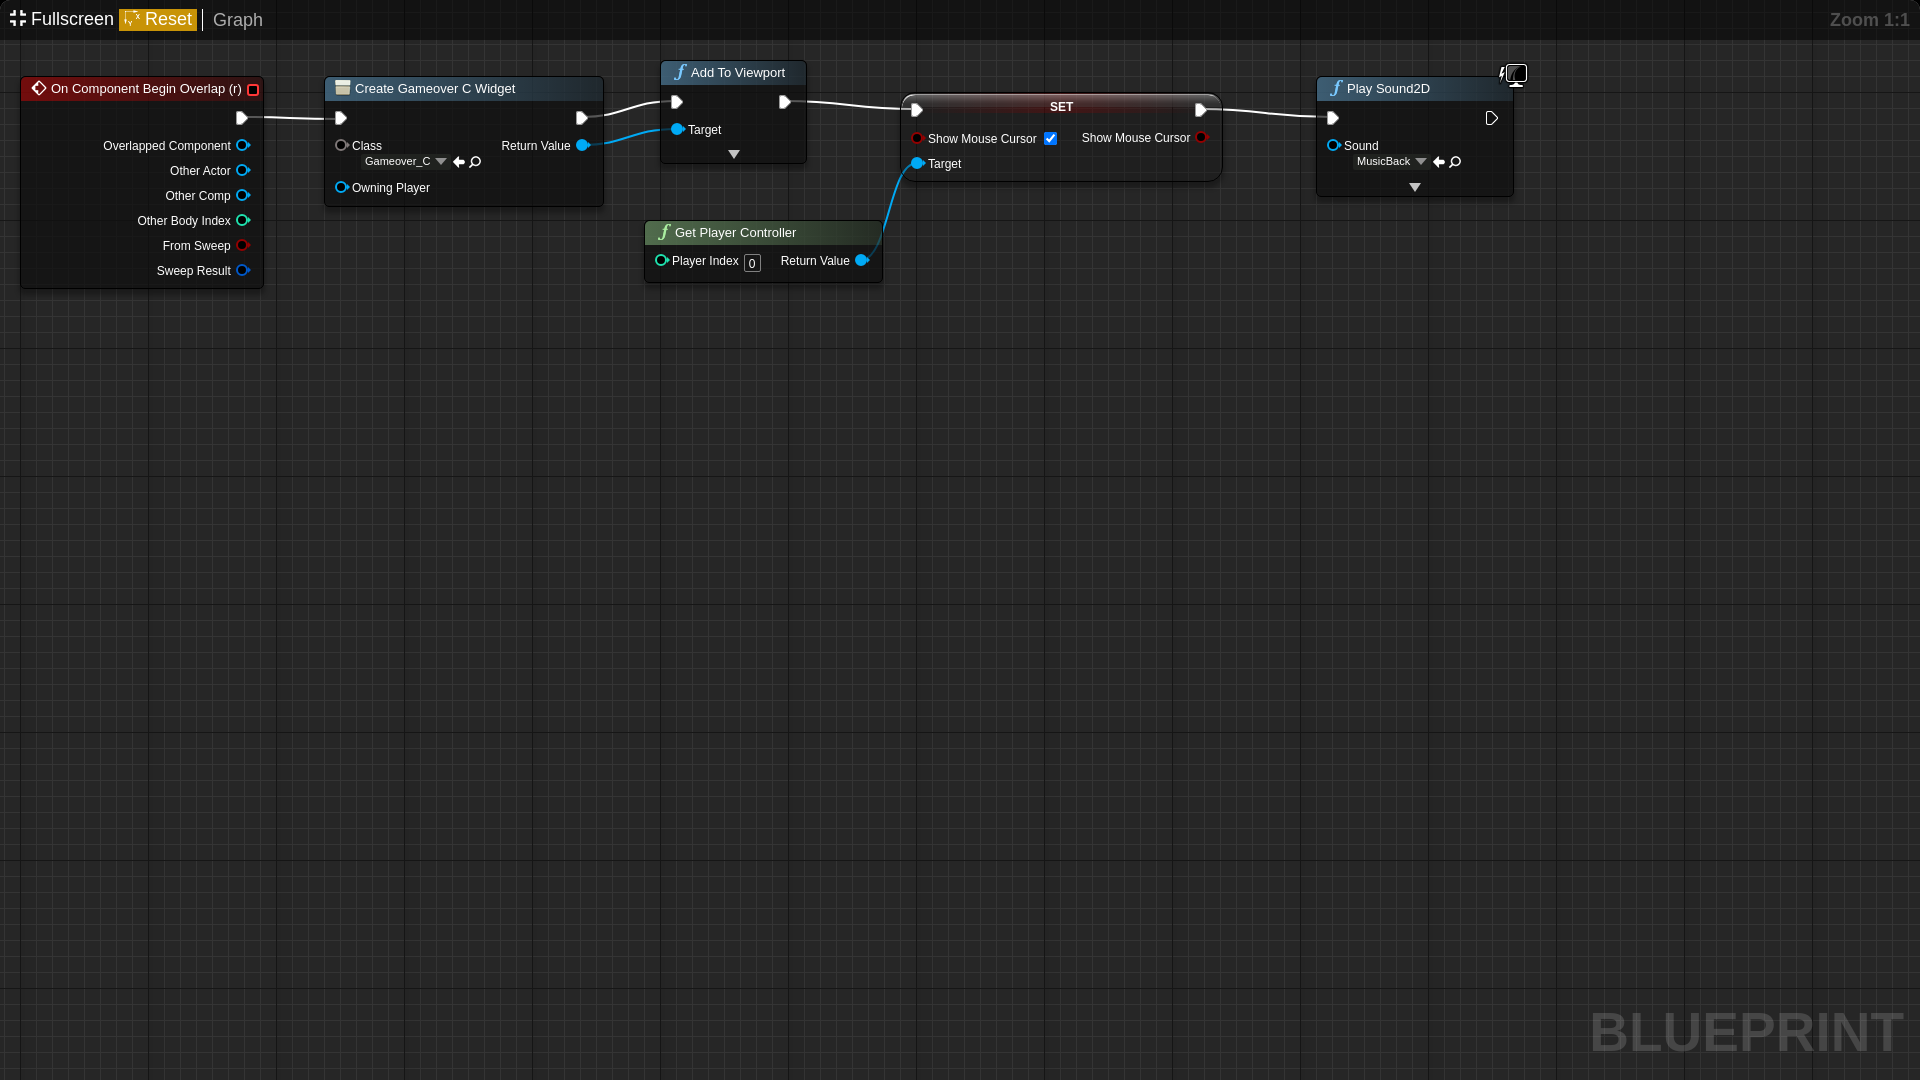 Fullscreen Reset Graph
Zoom 1:1
On Component Begin Overlap (r)
Overlapped Component
Other Actor
Other Comp
Other Body Index
From Sweep
Sweep Result
Create Gameover C Widget
Class
Gameover_C
Return Value
Owning Player
Add To Viewport
Target
SET
Show Mouse Cursor
Show Mouse Cursor
Target
Get Player Controller
Player Index 0
Return Value
Play Sound2D
Sound
MusicBack
BLUEPRINT